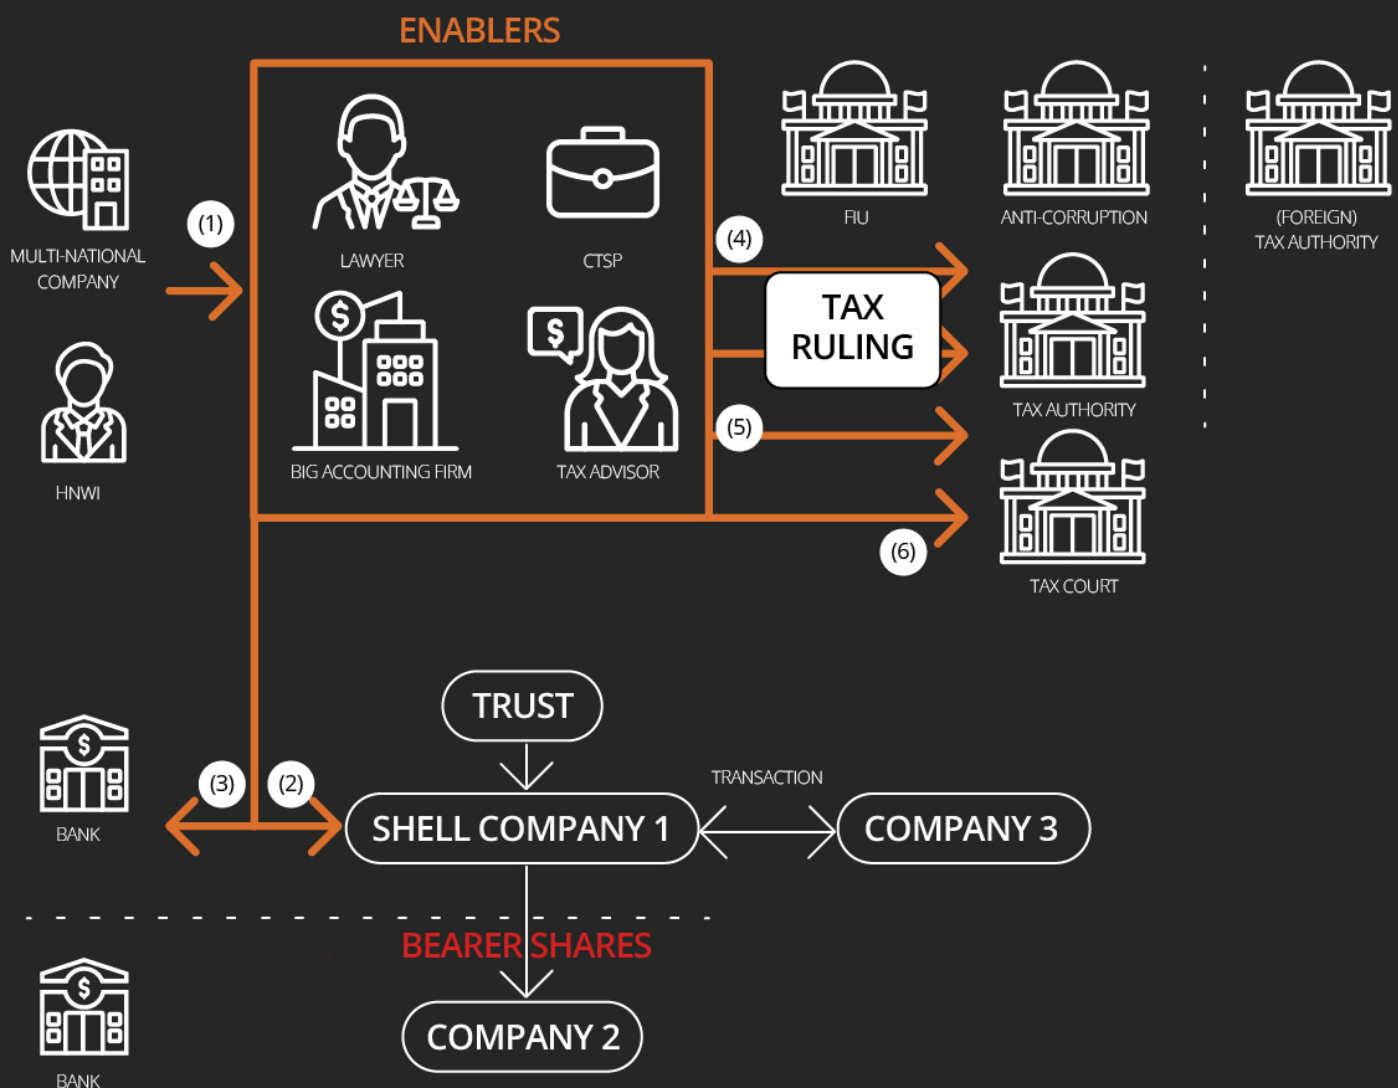 ENABLERS
MULTI-NATIONAL
COMPANY
HNWI
(1)
LAWYER
CTSP
$
BIG ACCOUNTING FIRM
$
TAX ADVISOR
FIU
ANTI-CORRUPTION
(FOREIGN)
TAX AUTHORITY
(4)
TAX
RULING
TAX AUTHORITY
(5)
(6)
TAX COURT
TRUST
$
BANK
(3)
(2)
SHELL COMPANY 1
TRANSACTION
COMPANY 3
BEARER SHARES
$
BANK
COMPANY 2